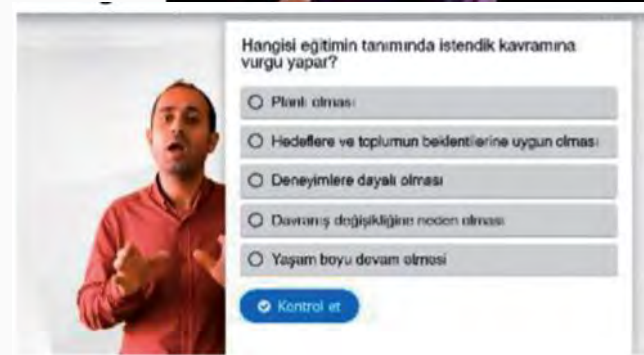 Hangisi eğitimin tanımında istendik kavramına
vurgu yapar?
Planlı olması
Hedeflere ve toplumun beklentilerine uygun olması
Deneyimlere dayalı olması
Davranış değişikliğine neden olması
Yaşam boyu devam etmesi
Kontrol et